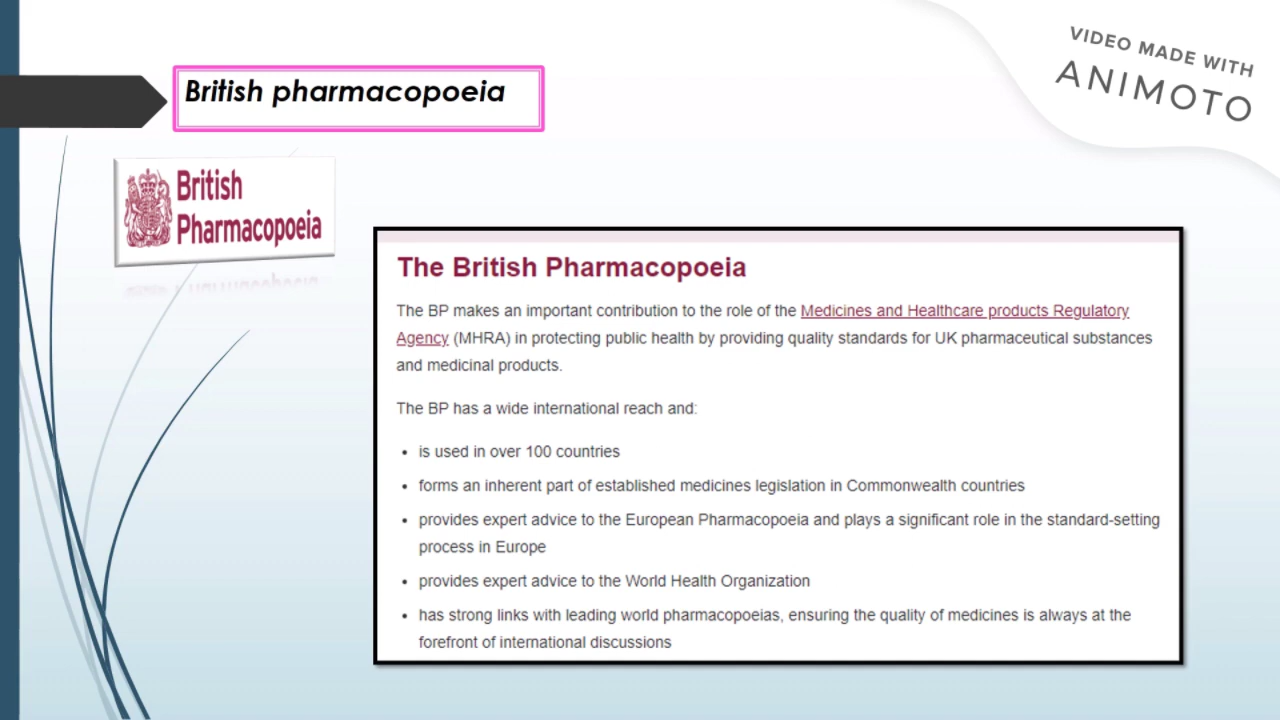 VIDEO MADE WITH
ANIMOTO
British pharmacopoeia
British
Pharmacopoeia
The British Pharmacopoeia
The BP makes an important contribution to the role of the Medicines and Healthcare products Regulatory
Agency (MHRA) in protecting public health by providing quality standards for UK pharmaceutical substances
and medicinal products.
The BP has a wide international reach and:
• is used in over 100 countries
• forms an inherent part of established medicines legislation in Commonwealth countries
• provides expert advice to the European Pharmacopoeia and plays a significant role in the standard-setting
process in Europe
• provides expert advice to the World Health Organization
• has strong links with leading world pharmacopoeias, ensuring the quality of medicines is always at the
forefront of international discussions